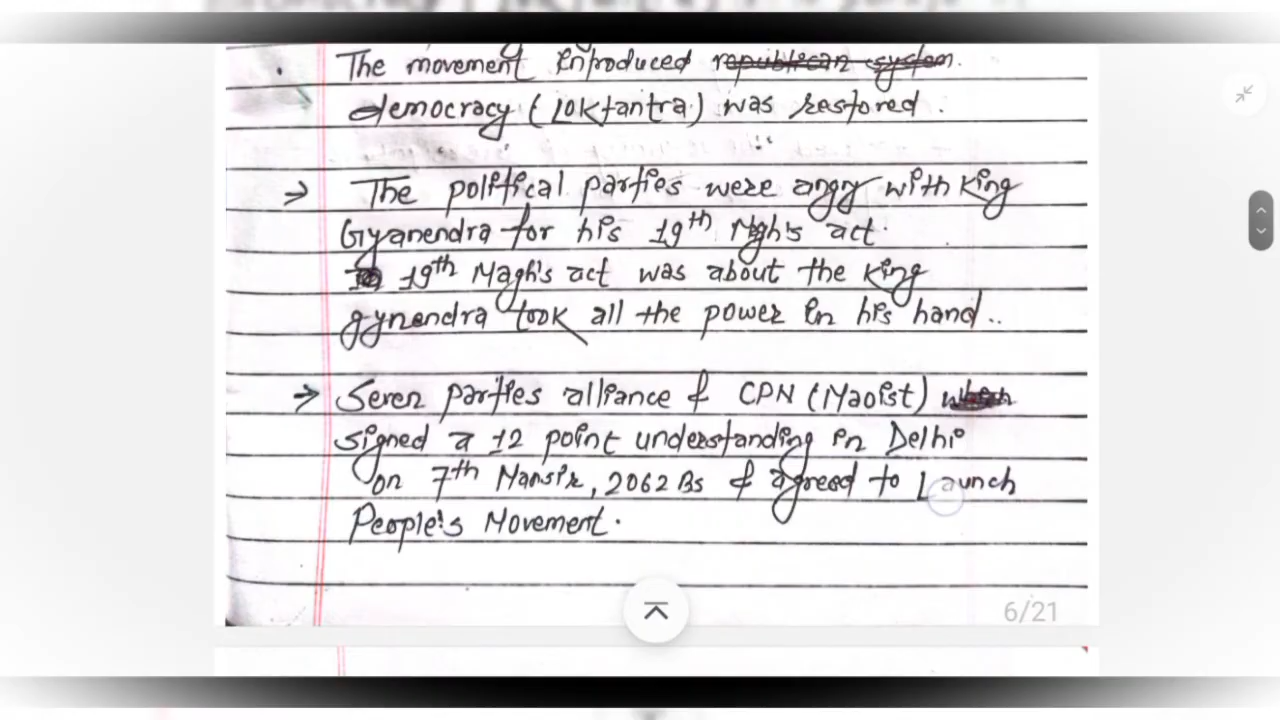 The movement Introduced republican system.
democracy (Loktantra) was restored.
→ The political parties were angry with King
Gyanendra for his 19th Mgh's act.
19th Magh's act was about the King
gynendra took all the power in his hand..
→ Seven parties alliance & CPN (Maoist)
signed a 12 point understanding in Delhi
on 7th Mansir, 2062 Bs & agreed to Launch
People's Movement.
6/21